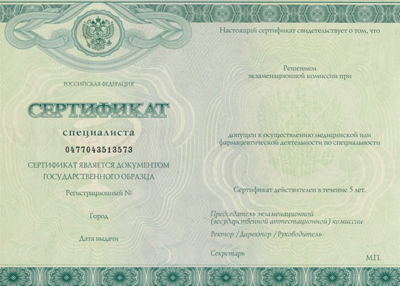 РОССИЙСКАЯ ФЕДЕРАЦИЯ
СЕРТИФИКАТ
специалиста
0477043513573
СЕРТИФИКАТ ЯВЛЯЕТСЯ ДОКУМЕНТОМ
ГОСУДАРСТВЕННОГО ОБРАЗЦА
Регистрационный №
Город
Дата выдачи
Настоящий сертификат свидетельствует о том, что
Решением
экзаменационной комиссии при
допущен к осуществлению медицинской или
фармацевтической деятельности по специальности
Сертификат действителен в течение 5 лет.
Председатель экзаменационной
(государственной аттестационной) комиссии
Ректор / Директор / Руководитель
Секретарь
М.П.